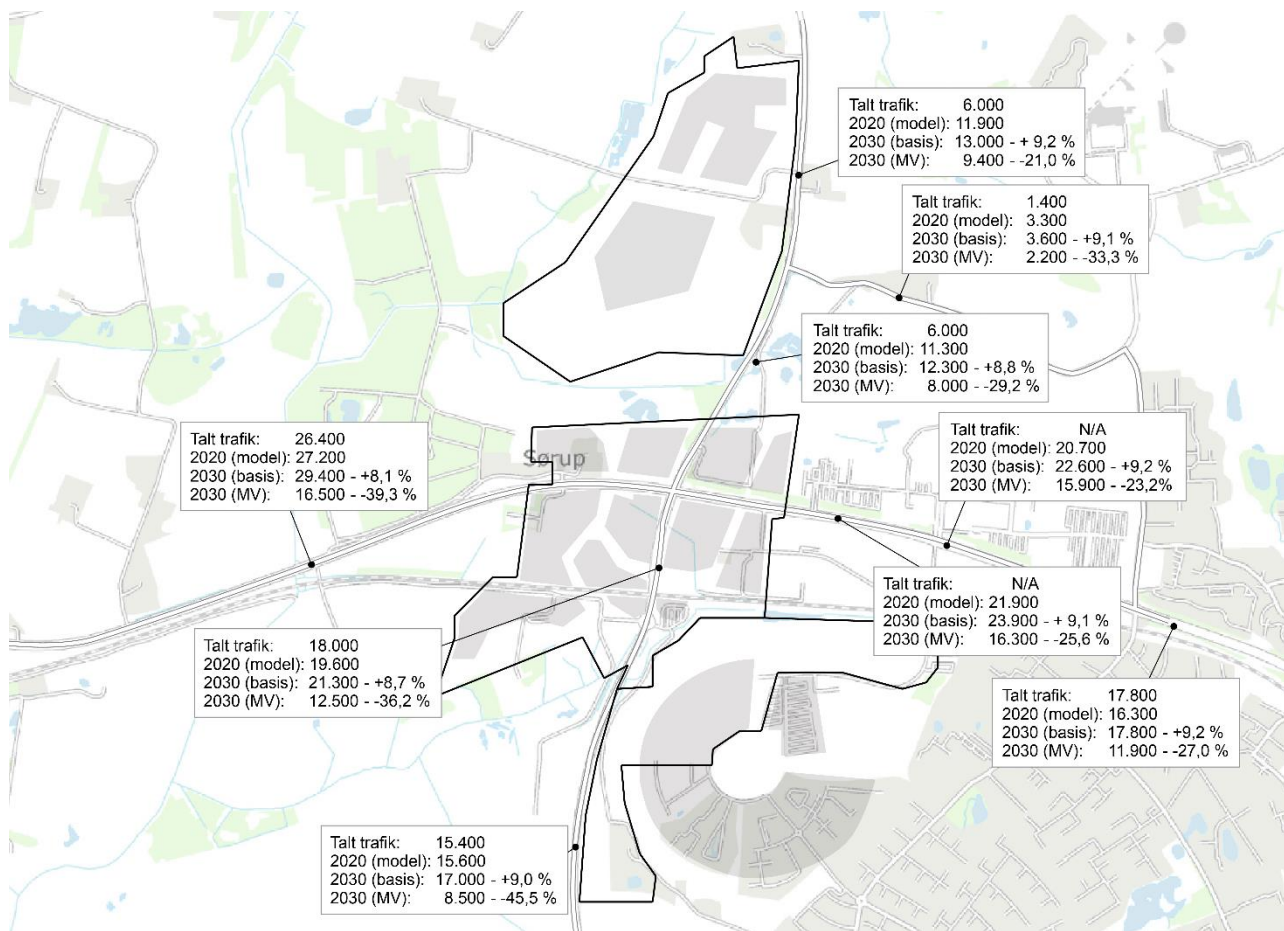 Talt trafik: 6.000
2020 (model): 11.900
2030 (basis): 13.000 - + 9,2 %
2030 (MV): 9.400 - -21,0 %
Talt trafik: 1.400
2020 (model): 3.300
2030 (basis): 3.600 - +9,1 %
2030 (MV): 2.200 - -33,3 %
Talt trafik: 6.000
2020 (model): 11.300
2030 (basis): 12.300 - +8,8 %
2030 (MV): 8.000 - -29,2 %
Talt trafik: N/A
2020 (model): 20.700
2030 (basis): 22.600 - +9,2 %
2030 (MV): 15.900 - -23,2%
Talt trafik: 26.400
2020 (model): 27.200
2030 (basis): 29.400 - +8,1 %
2030 (MV): 16.500 - -39,3 %
Sørup
Talt trafik: N/A
2020 (model): 21.900
2030 (basis): 23.900 - + 9,1 %
2030 (MV): 16.300 - -25,6 %
Talt trafik: 18.000
2020 (model): 19.600
2030 (basis): 21.300 - +8,7 %
2030 (MV): 12.500 - -36,2 %
Talt trafik: 17.800
2020 (model): 16.300
2030 (basis): 17.800 - +9,2 %
2030 (MV): 11.900 - -27,0 %
Talt trafik: 15.400
2020 (model): 15.600
2030 (basis): 17.000 - +9,0 %
2030 (MV): 8.500 - -45,5 %